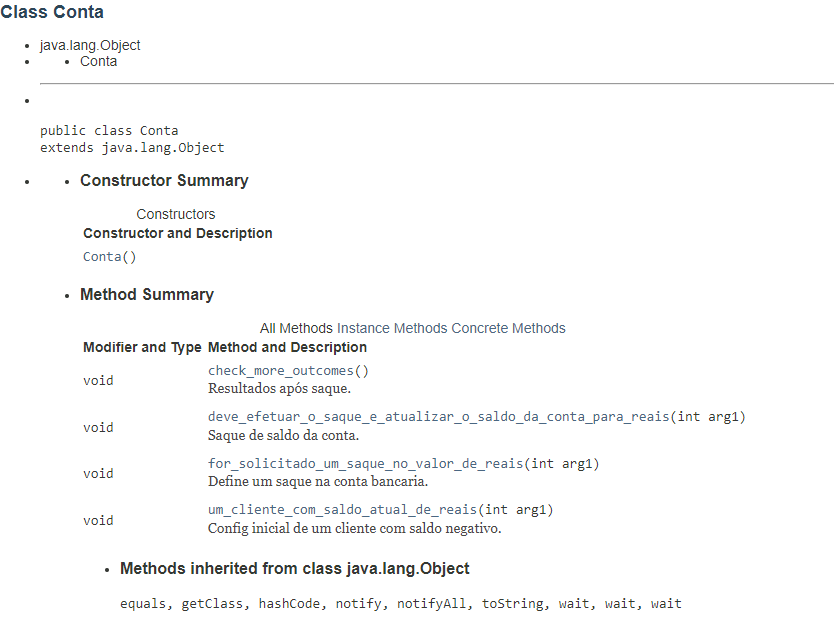 Class Conta
java.lang.Object
Conta
public class Conta
extends java.lang.Object
Constructor Summary
Constructors
Constructor and Description
Conta()
Method Summary
All Methods Instance Methods Concrete Methods
Modifier and Type Method and Description
void check_more_outcomes()
Resultados após saque.
void deve_efetuar_o_saque_e_atualizar_o_saldo_da_conta_para_reais(int arg1)
Saque de saldo da conta.
void for_solicitado_um_saque_no_valor_de_reais(int arg1)
Define um saque na conta bancaria.
void um_cliente_com_saldo_atual_de_reais(int arg1)
Config inicial de um cliente com saldo negativo.
Methods inherited from class java.lang.Object
equals, getClass, hashCode, notify, notifyAll, toString, wait, wait, wait